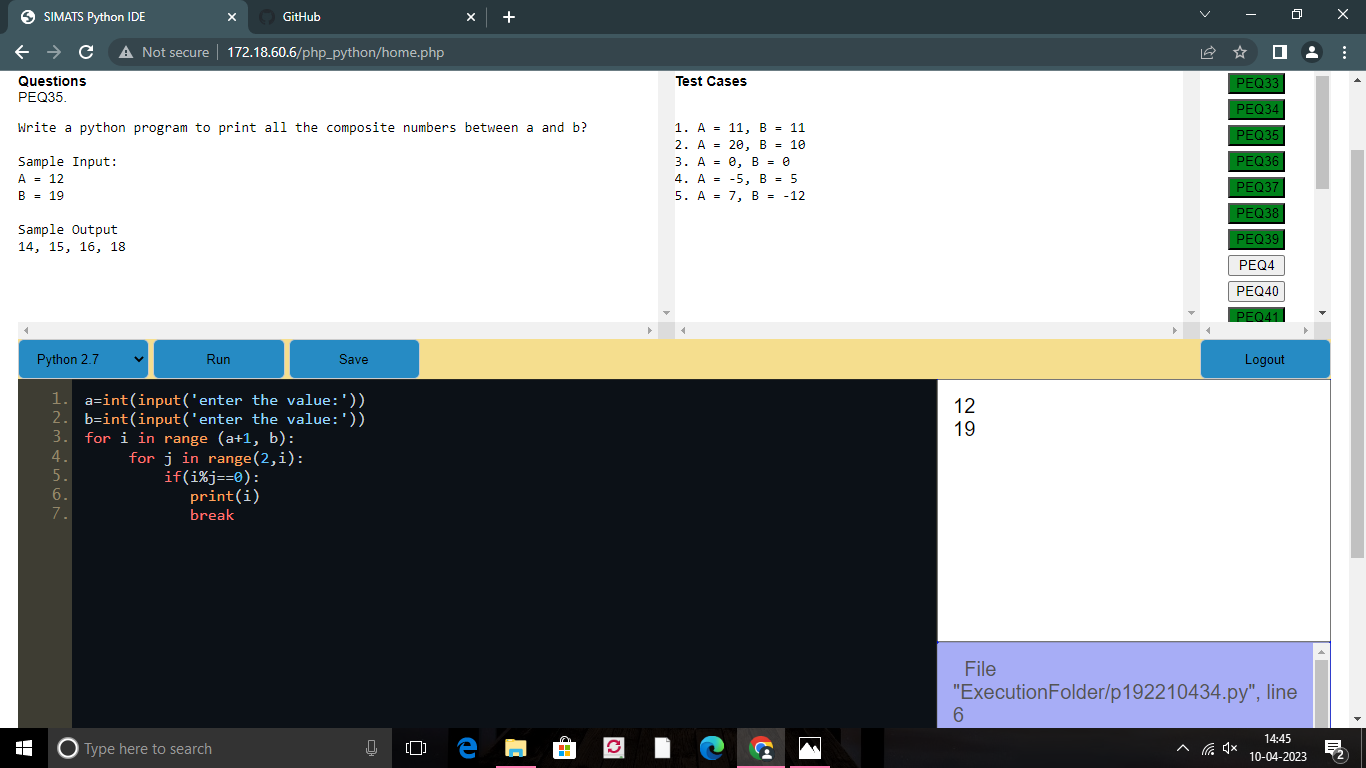 SIMATS Python IDE
GitHub
Not secure
172.18.60.6/php_python/home.php
Questions
PEQ35.
Write a python program to print all the composite numbers between a and b?
Sample Input:
A = 12
B = 19
Sample Output
14, 15, 16, 18
Test Cases
1. A = 11, B = 11
2. A = 20, B = 10
3. A = 0, B = 0
4. A = -5, B = 5
5. A = 7, B = -12
PEQ33
PEQ34
PEQ35
PEQ36
PEQ37
PEQ38
PEQ39
PEQ4
PEQ40
PEQ41
Python 2.7
Run
Save
Logout
1. a=int(input('enter the value:'))
2. b=int(input('enter the value:'))
3. for i in range (a+1, b):
4. for j in range(2,i):
5. if(i%j==0):
6. print(i)
7. break
12
19
File
"ExecutionFolder/p192210434.py", line
6
Type here to search
14:45
10-04-2023
2